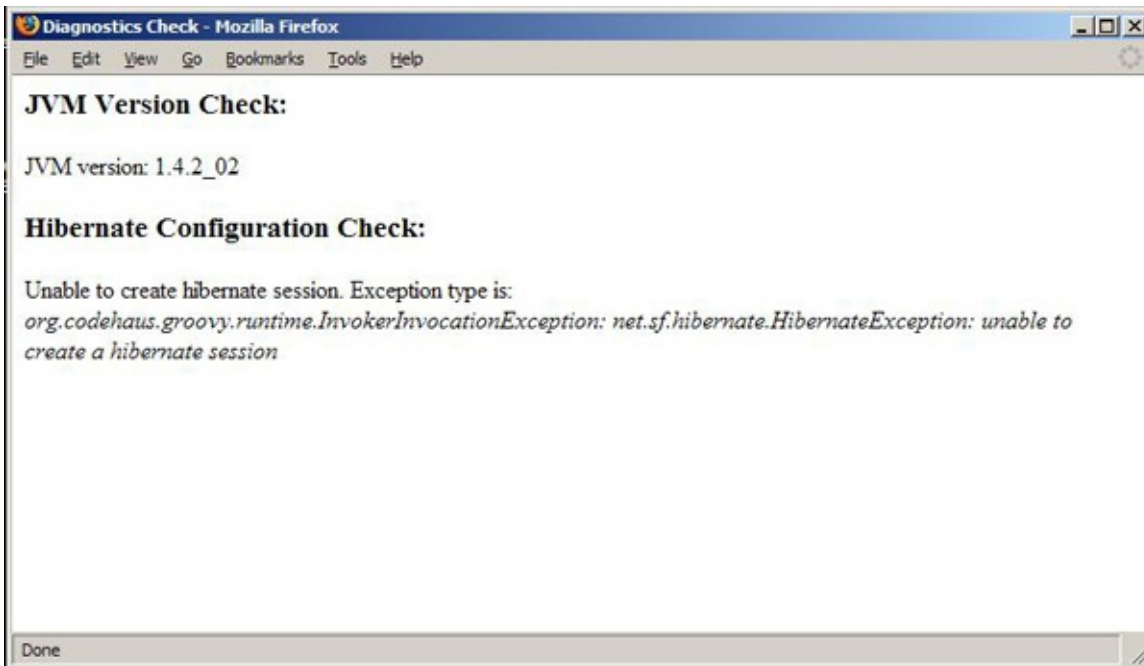 Diagnostics Check - Mozilla Firefox
File Edit View Go Bookmarks Tools Help
JVM Version Check:
JVM version: 1.4.2_02
Hibernate Configuration Check:
Unable to create hibernate session. Exception type is:
org.codehaus.groovy.runtime.InvokerInvocationException: net.sf.hibernate.HibernateException: unable to
create a hibernate session
Done